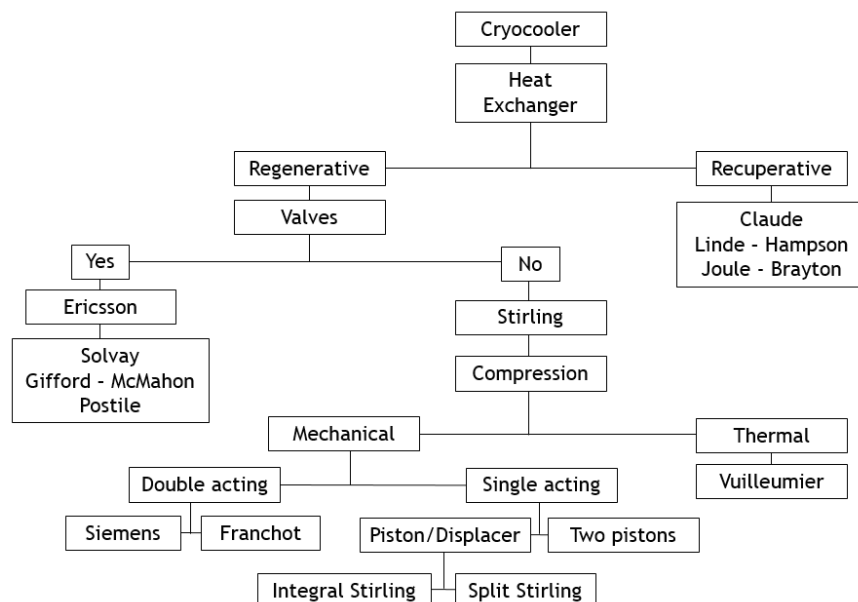 Cryocooler
Heat
Exchanger
Regenerative
Recuperative
Valves
Claude
Linde - Hampson
Joule - Brayton
Yes
No
Ericsson
Stirling
Solvay
Gifford - McMahon
Postile
Compression
Mechanical
Thermal
Vuilleumier
Double acting
Single acting
Siemens
Franchot
Piston/Displacer
Two pistons
Integral Stirling
Split Stirling